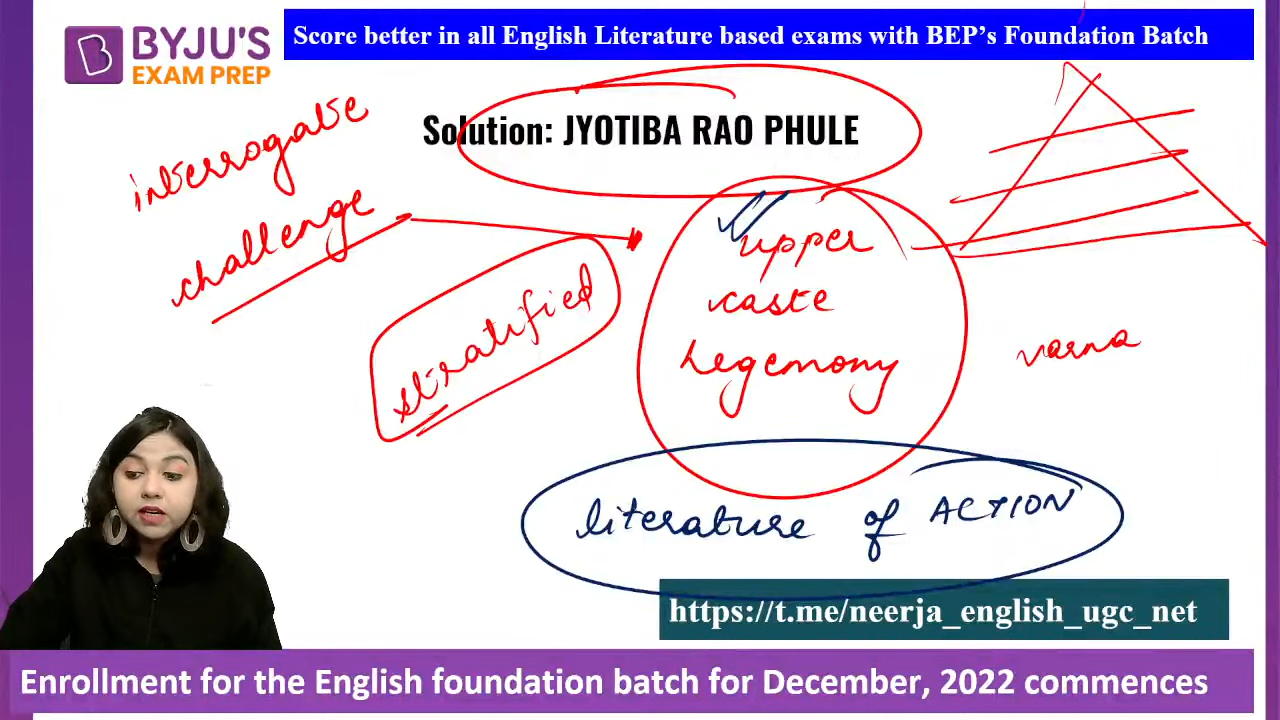 BYJU'S
EXAM PREP
Score better in all English Literature based exams with BEP's Foundation Batch
Solution: JYOTIBA RAO PHULE
interrogate
challenge
stratified
upper
caste
hegemony
varna
literature of ACTION
https://t.me/neerja_english_ugc_net
Enrollment for the English foundation batch for December, 2022 commences